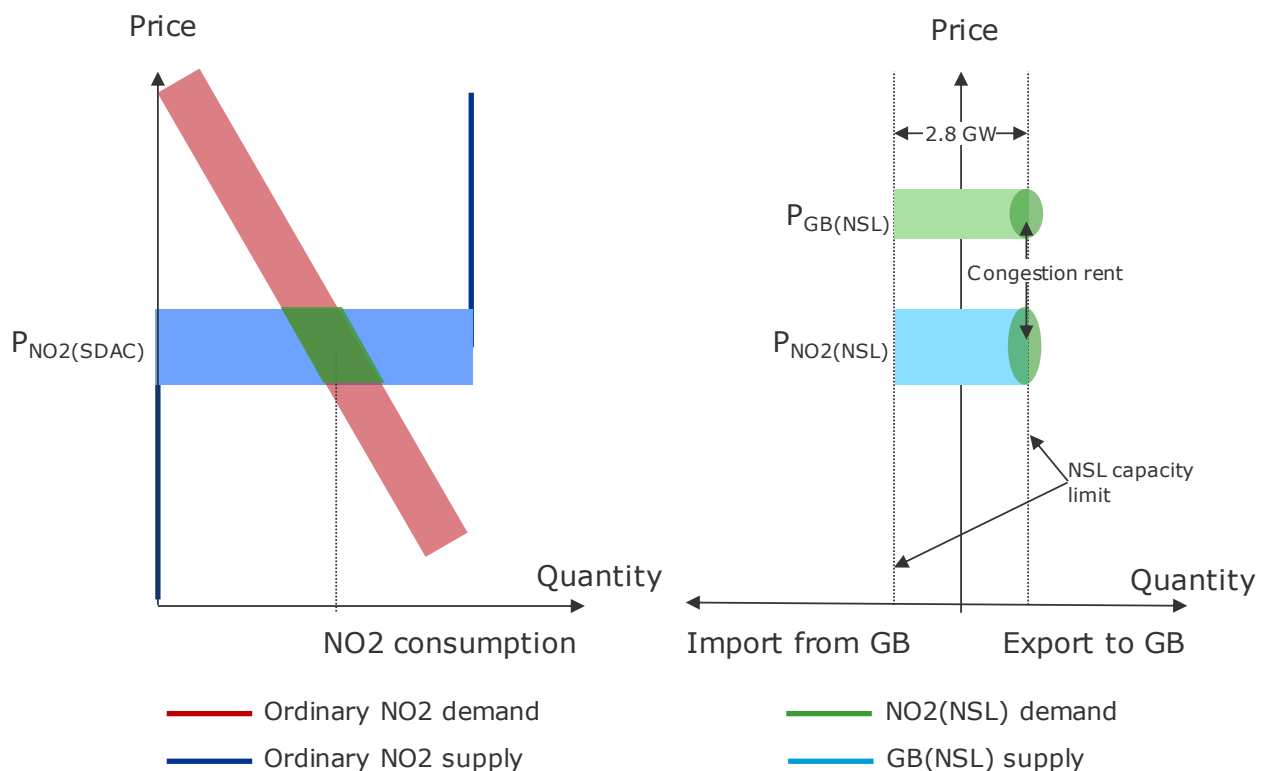 Price
P_NO2(SDAC)
Quantity
NO2 consumption
Price
2.8 GW
P_GB(NSL)
Congestion rent
P_NO2(NSL)
NSL capacity
limit
Quantity
Import from GB
Export to GB
Ordinary NO2 demand
Ordinary NO2 supply
NO2(NSL) demand
GB(NSL) supply